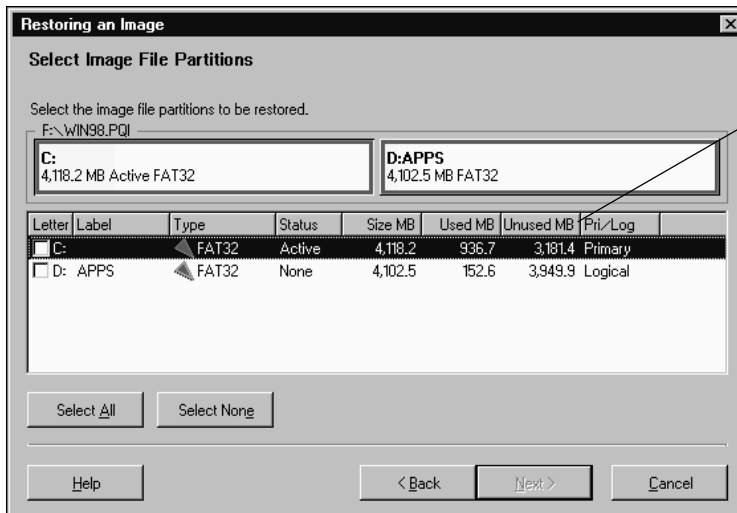 Restoring an Image
Select Image File Partitions
Select the image file partitions to be restored.
F:\WIN98.PQI
C:
4,118.2 MB Active FAT32
D:APPS
4,102.5 MB FAT32
Letter Label Type Status Size MB Used MB Unused MB Pri/Log
C: FAT32 Active 4,118.2 936.7 3,181.4 Primary
D: APPS FAT32 None 4,102.5 152.6 3,949.9 Logical
Select All Select None
Help < Back Next > Cancel